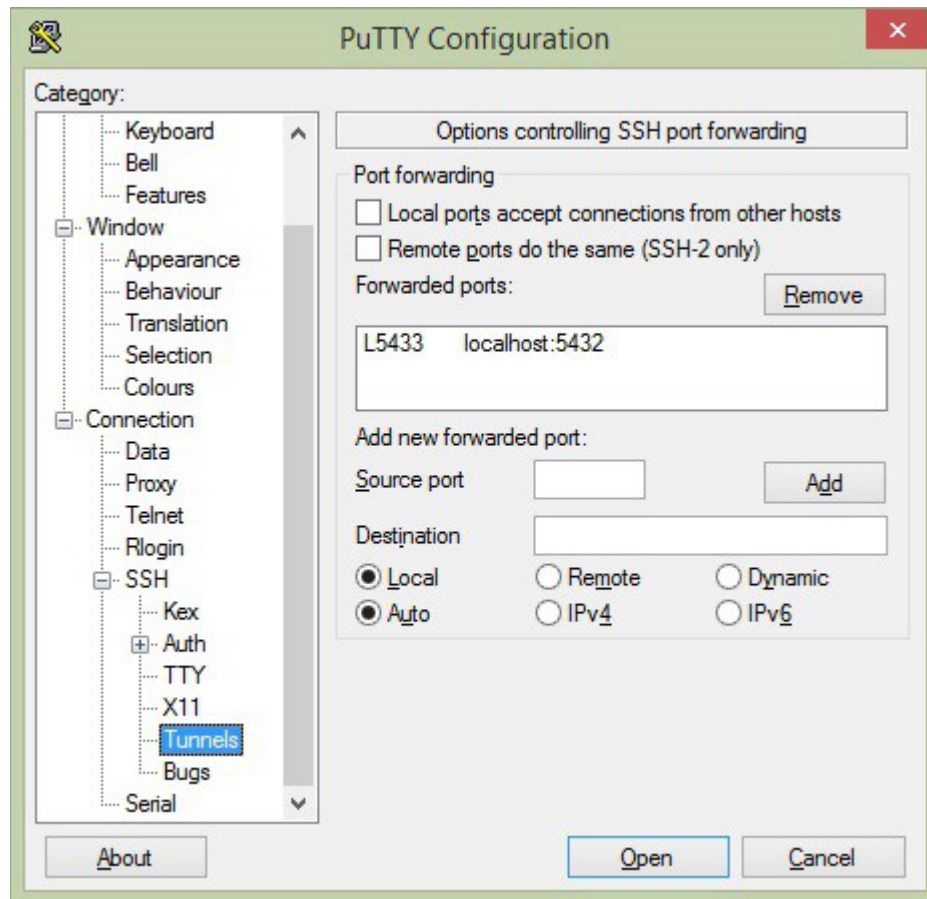 PuTTY Configuration
Category:
Keyboard
Bell
Features
Window
Appearance
Behaviour
Translation
Selection
Colours
Connection
Data
Proxy
Telnet
Rlogin
SSH
Kex
Auth
TTY
X11
Tunnels
Bugs
Serial
Options controlling SSH port forwarding
Port forwarding
Local ports accept connections from other hosts
Remote ports do the same (SSH-2 only)
Forwarded ports:
Remove
L5433 localhost:5432
Add new forwarded port:
Source port
Add
Destination
Local Remote Dynamic
Auto IPv4 IPv6
About
Open Cancel